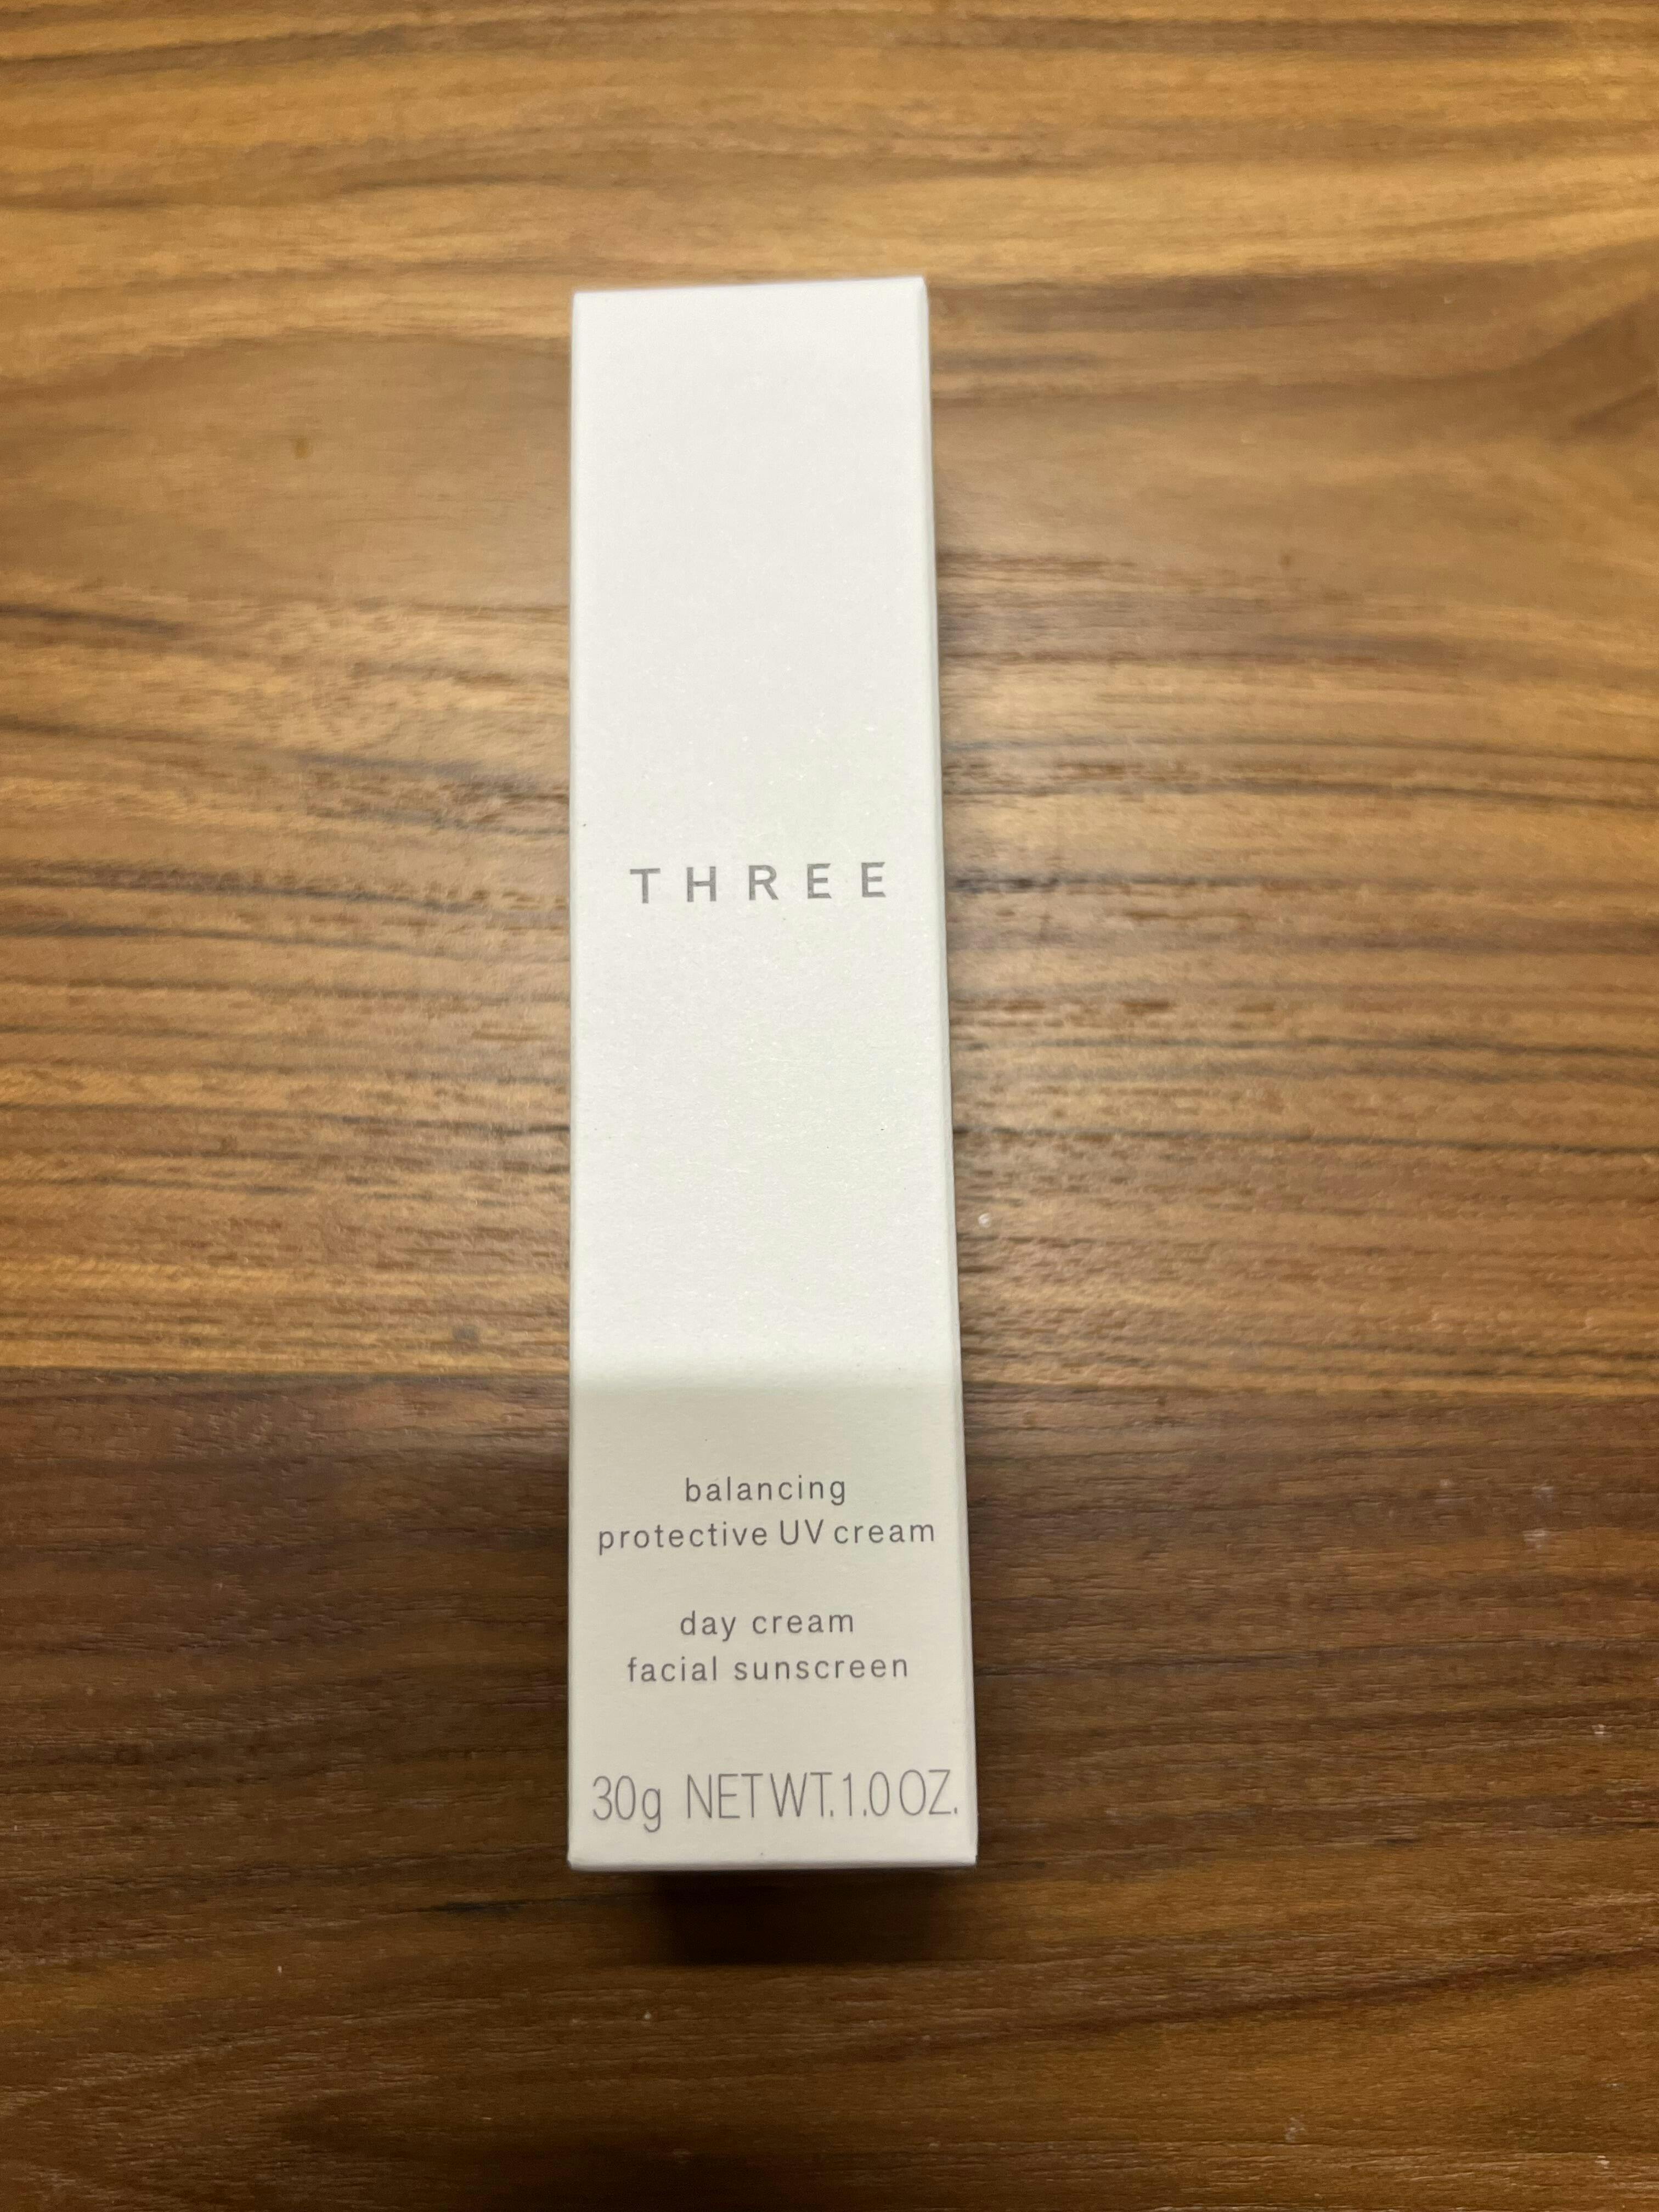 THREE
balancing
protective UV cream
day cream
facial sunscreen
30g NET WT. 1.0 OZ.